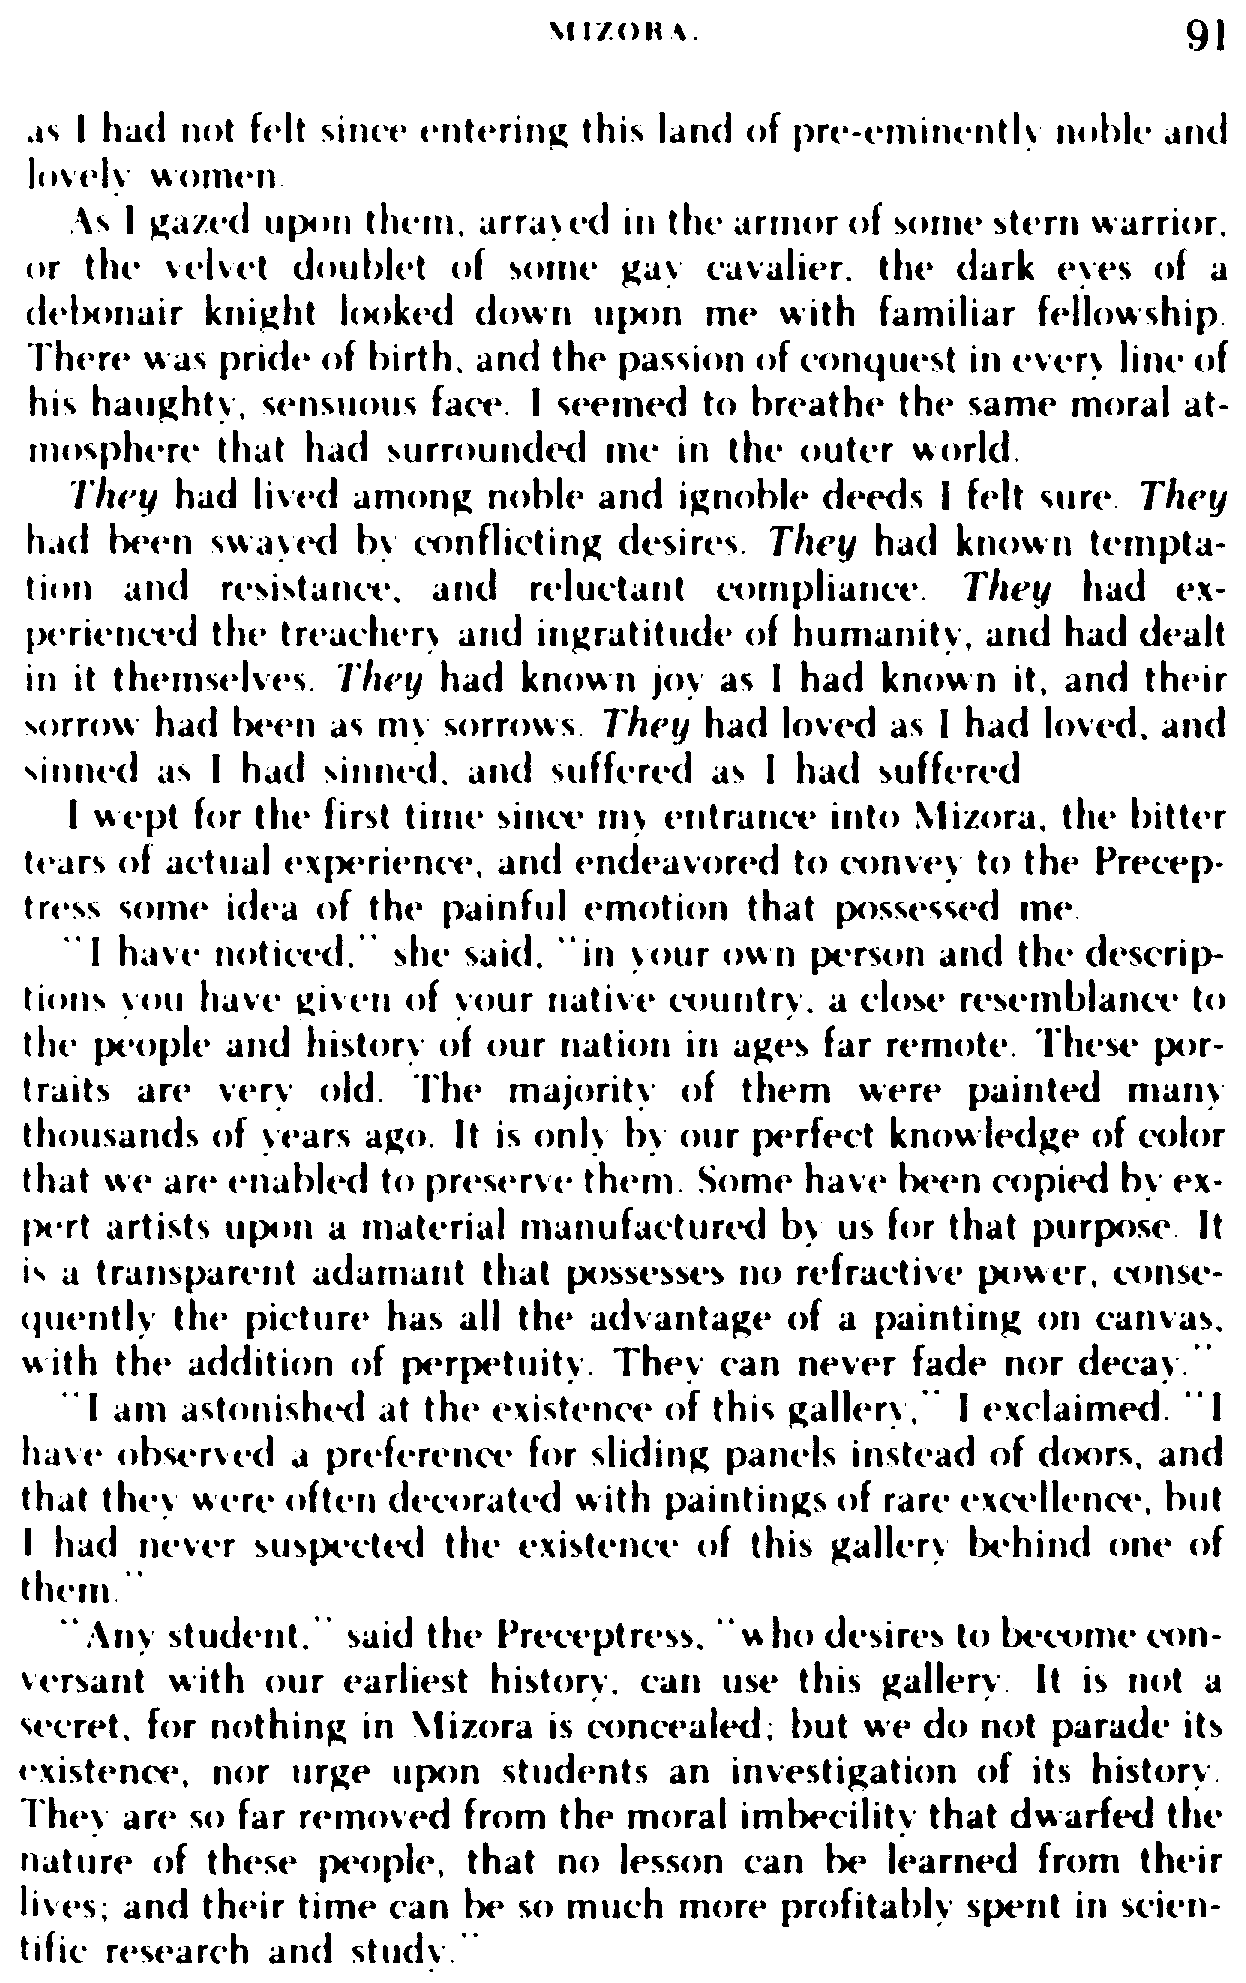 MIZORA. 91
as I had not felt since entering this land of pre-eminently noble and
lovely women.
As I gazed upon them, arrayed in the armor of some stern warrior,
or the velvet doublet of some gay cavalier, the dark eyes of a
debonair knight looked down upon me with familiar fellowship.
There was pride of birth, and the passion of conquest in every line of
his haughty, sensuous face. I seemed to breathe the same moral at-
mosphere that had surrounded me in the outer world.
They had lived among noble and ignoble deeds I felt sure. They
had been swayed by conflicting desires. They had known tempta-
tion and resistance, and reluctant compliance. They had ex-
perienced the treachery and ingratitude of humanity, and had dealt
in it themselves. They had known joy as I had known it, and their
sorrow had been as my sorrows. They had loved as I had loved, and
sinned as I had sinned, and suffered as I had suffered
I wept for the first time since my entrance into Mizora, the bitter
tears of actual experience, and endeavored to convey to the Precep-
tress some idea of the painful emotion that possessed me.
"I have noticed," she said, "in your own person and the descrip-
tions you have given of your native country, a close resemblance to
the people and history of our nation in ages far remote. These por-
traits are very old. The majority of them were painted many
thousands of years ago. It is only by our perfect knowledge of color
that we are enabled to preserve them. Some have been copied by ex-
pert artists upon a material manufactured by us for that purpose. It
is a transparent adamant that possesses no refractive power, conse-
quently the picture has all the advantage of a painting on canvas,
with the addition of perpetuity. They can never fade nor decay."
"I am astonished at the existence of this gallery," I exclaimed. "I
have observed a preference for sliding panels instead of doors, and
that they were often decorated with paintings of rare excellence, but
I had never suspected the existence of this gallery behind one of
them."
"Any student," said the Preceptress, "who desires to become con-
versant with our earliest history, can use this gallery. It is not a
secret, for nothing in Mizora is concealed; but we do not parade its
existence, nor urge upon students an investigation of its history.
They are so far removed from the moral imbecility that dwarfed the
nature of these people, that no lesson can be learned from their
lives; and their time can be so much more profitably spent in scien-
tific research and study."